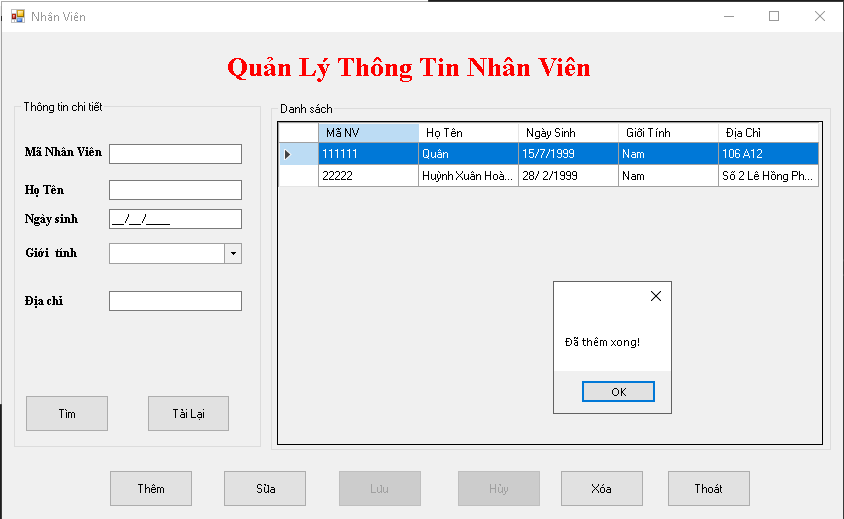 Nhân Viên
Quản Lý Thông Tin Nhân Viên
Thông tin chi tiết
Mã Nhân Viên
Họ Tên
Ngày sinh
__/__/____
Giới tính
Địa chỉ
Tìm
Tải Lại
Danh sách
Mã NV Họ Tên Ngày Sinh Giới Tính Địa Chỉ
111111 Quân 15/7/1999 Nam 106 A12
22222 Huỳnh Xuân Hoà... 28/ 2/1999 Nam Số 2 Lê Hồng Ph...
Đã thêm xong!
OK
Thêm Sửa Lưu Hủy Xóa Thoát